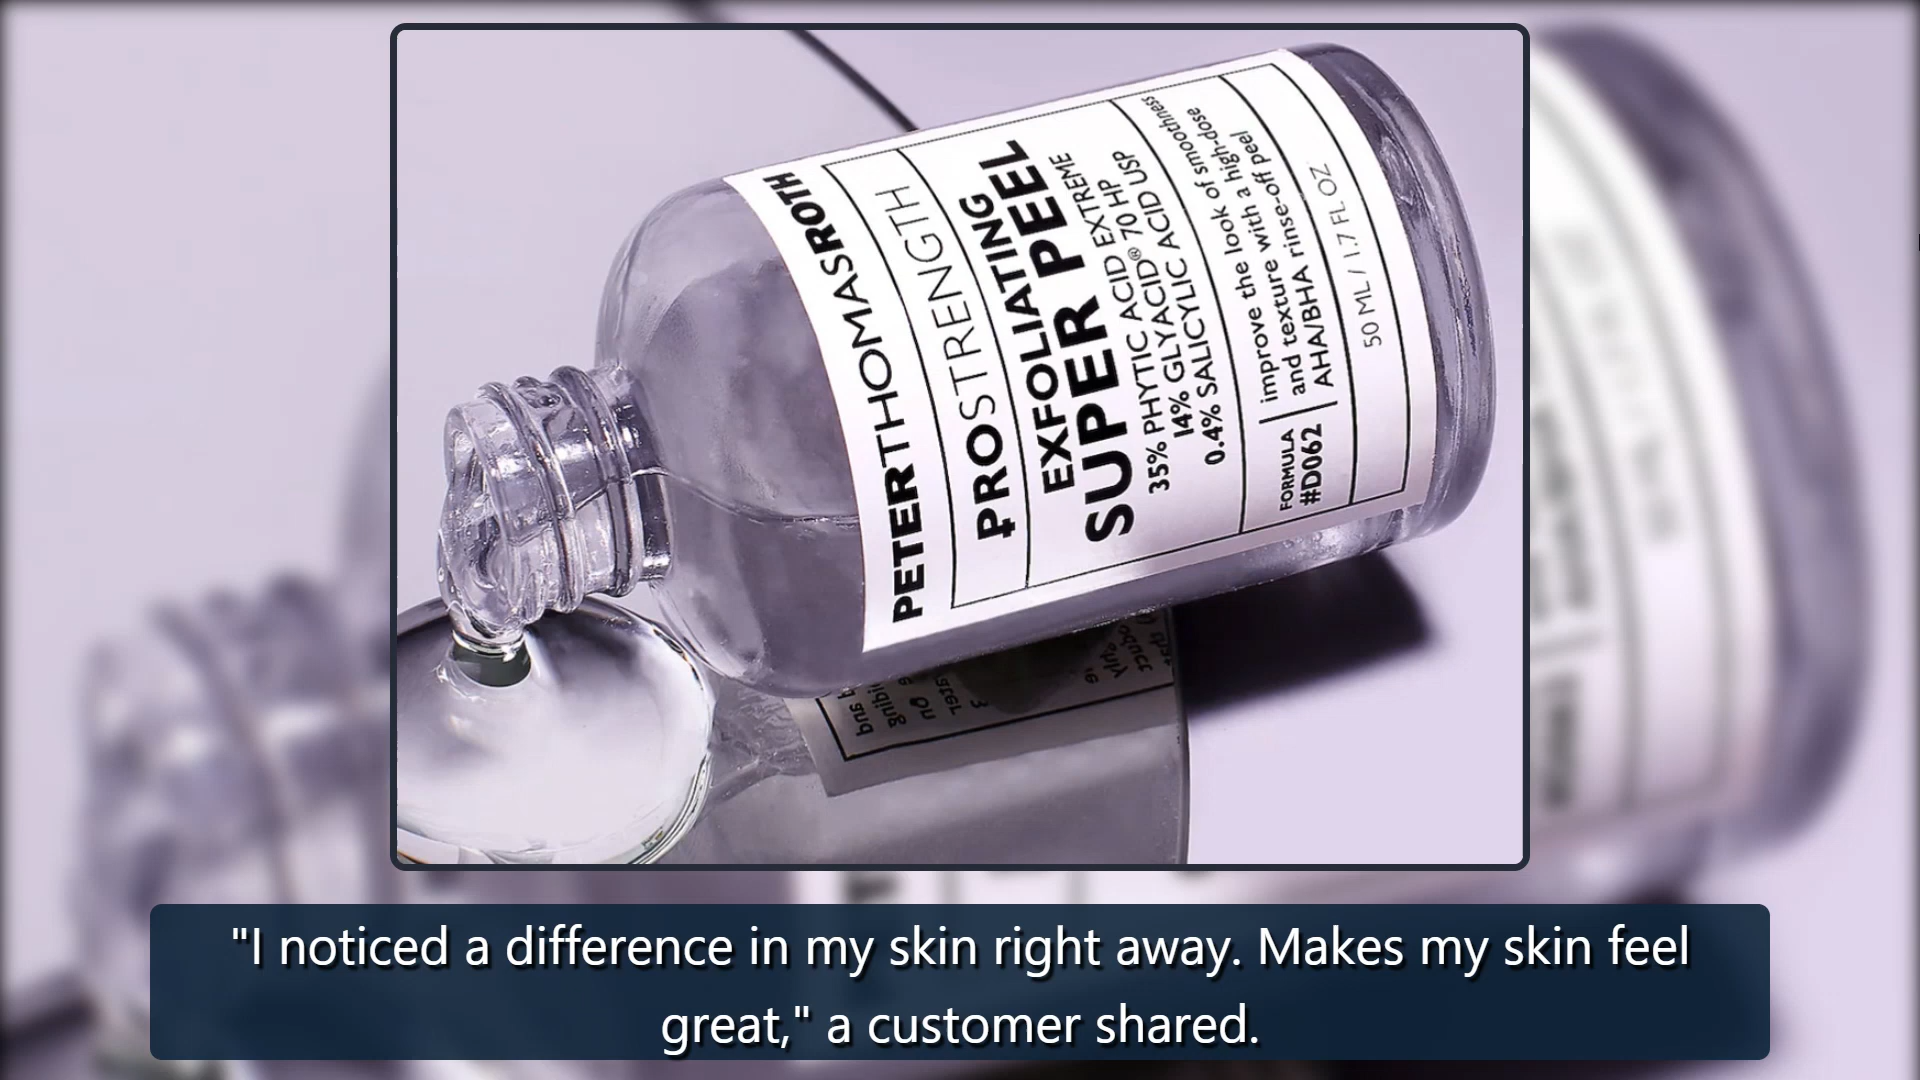 PETERTHOMASROTH
PROSTRENGTH
EXFOLIATING
SUPER PEEL
35% PHYTIC ACID EXTREME
14% GLYACID® 70 HP
0.4% SALICYLIC ACID USP
FORMULA
#D062
improve the look of smoothness
and texture with a high-dose
AHA/BHA rinse-off peel
50 ML / 1.7 FL OZ
"I noticed a difference in my skin right away. Makes my skin feel
great," a customer shared.